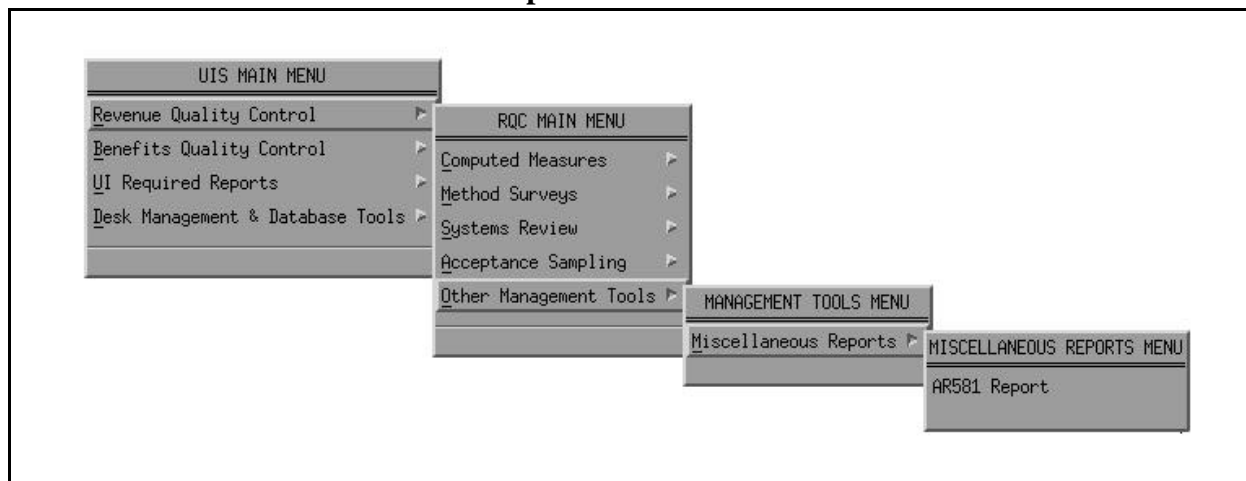 UIS MAIN MENU
Revenue Quality Control
Benefits Quality Control
UI Required Reports
Desk Management & Database Tools
RQC MAIN MENU
Computed Measures
Method Surveys
Systems Review
Acceptance Sampling
Other Management Tools
MANAGEMENT TOOLS MENU
Miscellaneous Reports
MISCELLANEOUS REPORTS MENU
AR581 Report